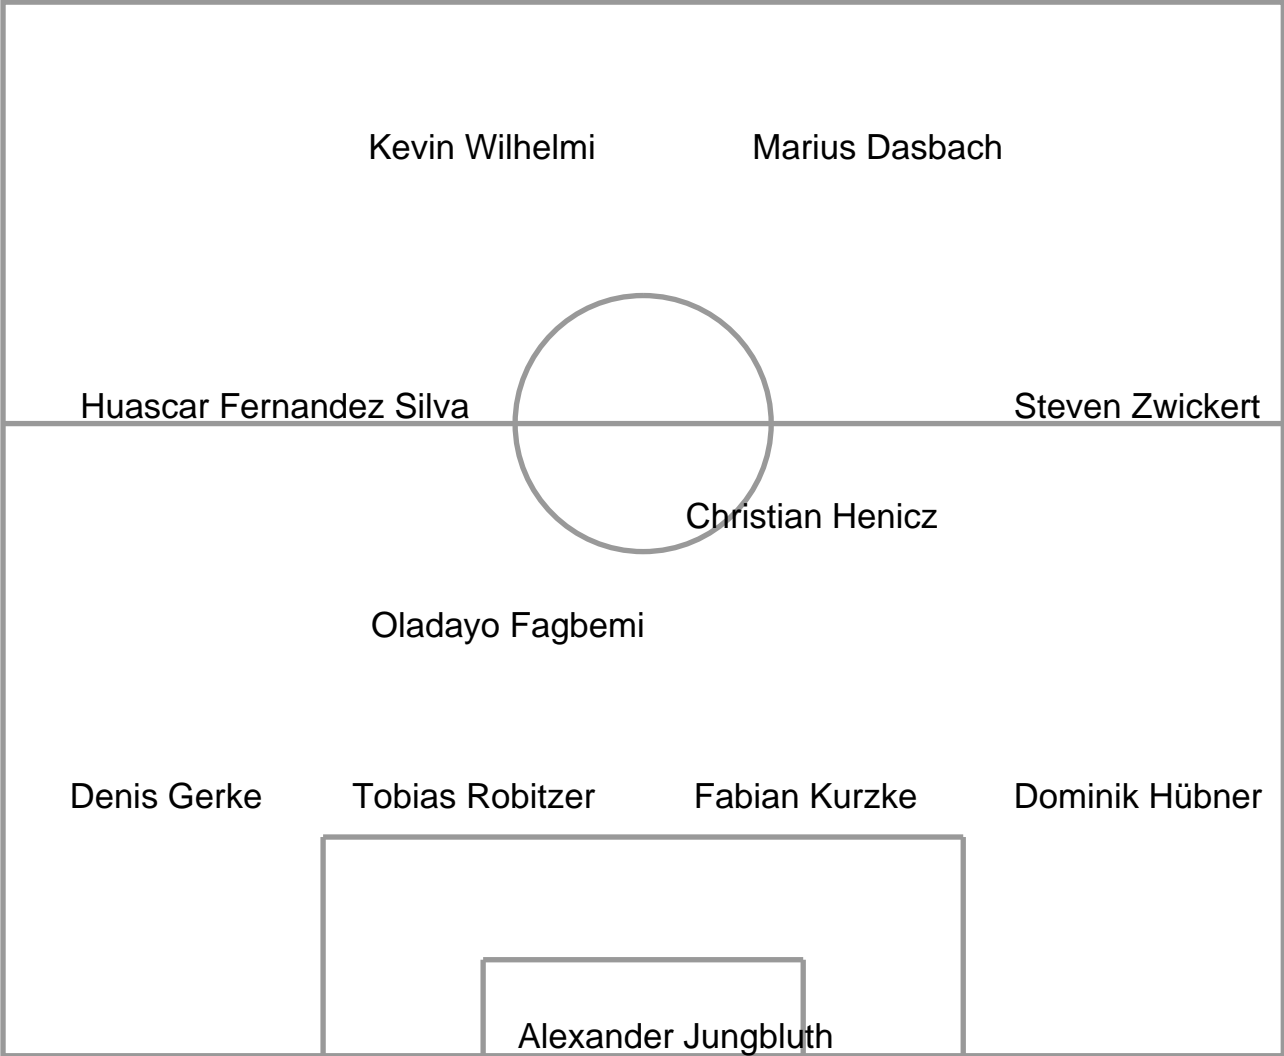 Kevin Wilhelmi
Marius Dasbach
Huascar Fernandez Silva
Steven Zwickert
Christian Henicz
Oladayo Fagbemi
Denis Gerke
Tobias Robitzer
Fabian Kurzke
Dominik Hübner
Alexander Jungbluth